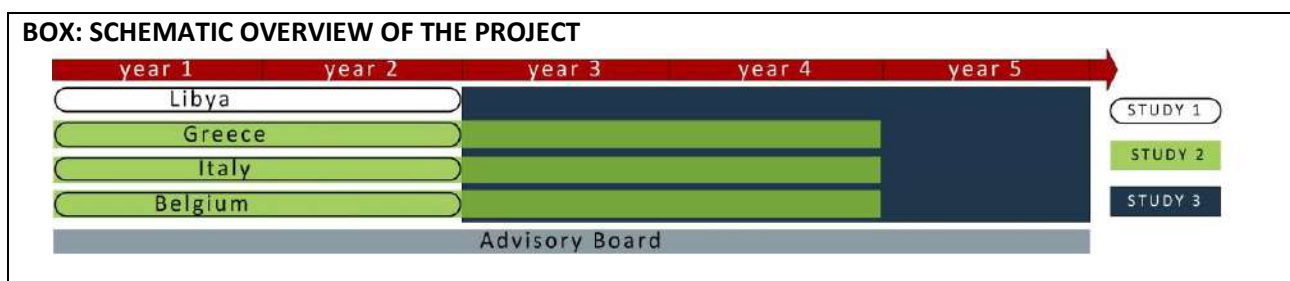 BOX: SCHEMATIC OVERVIEW OF THE PROJECT
year 1 year 2 year 3 year 4 year 5
Libya
STUDY 1
Greece
Italy
STUDY 2
Belgium
STUDY 3
Advisory Board